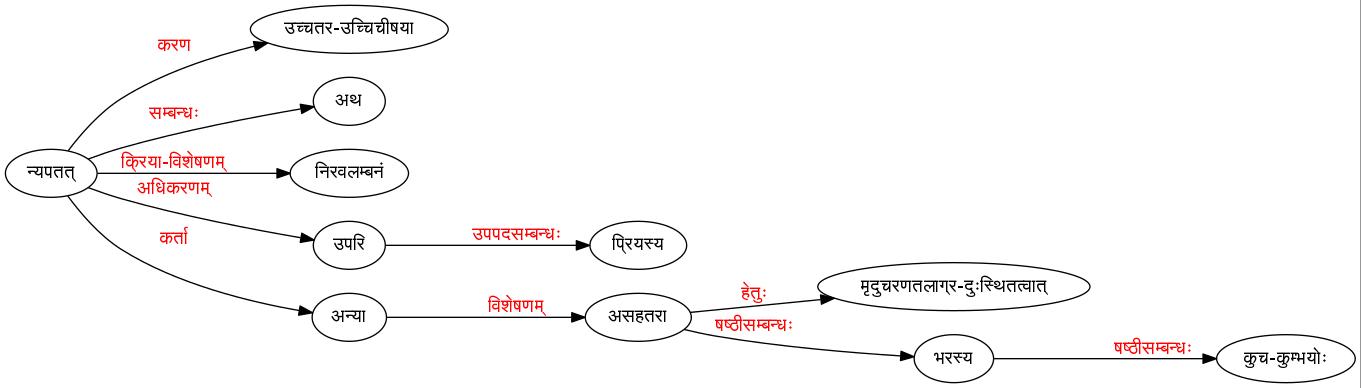 उच्चतर-उच्चिचीषया
करण
अथ
सम्बन्धः
क्रिया-विशेषणम्
न्यपतत्
निरवलम्बनं
अधिकरणम्
उपरि
उपपदसम्बन्धः
प्रियस्य
कर्ता
अन्या
विशेषणम्
असहतरा
हेतुः
मृदुचरणतलाग्र-दुःस्थितत्वात्
षष्ठीसम्बन्धः
भरस्य
षष्ठीसम्बन्धः
कुच-कुम्भयोः